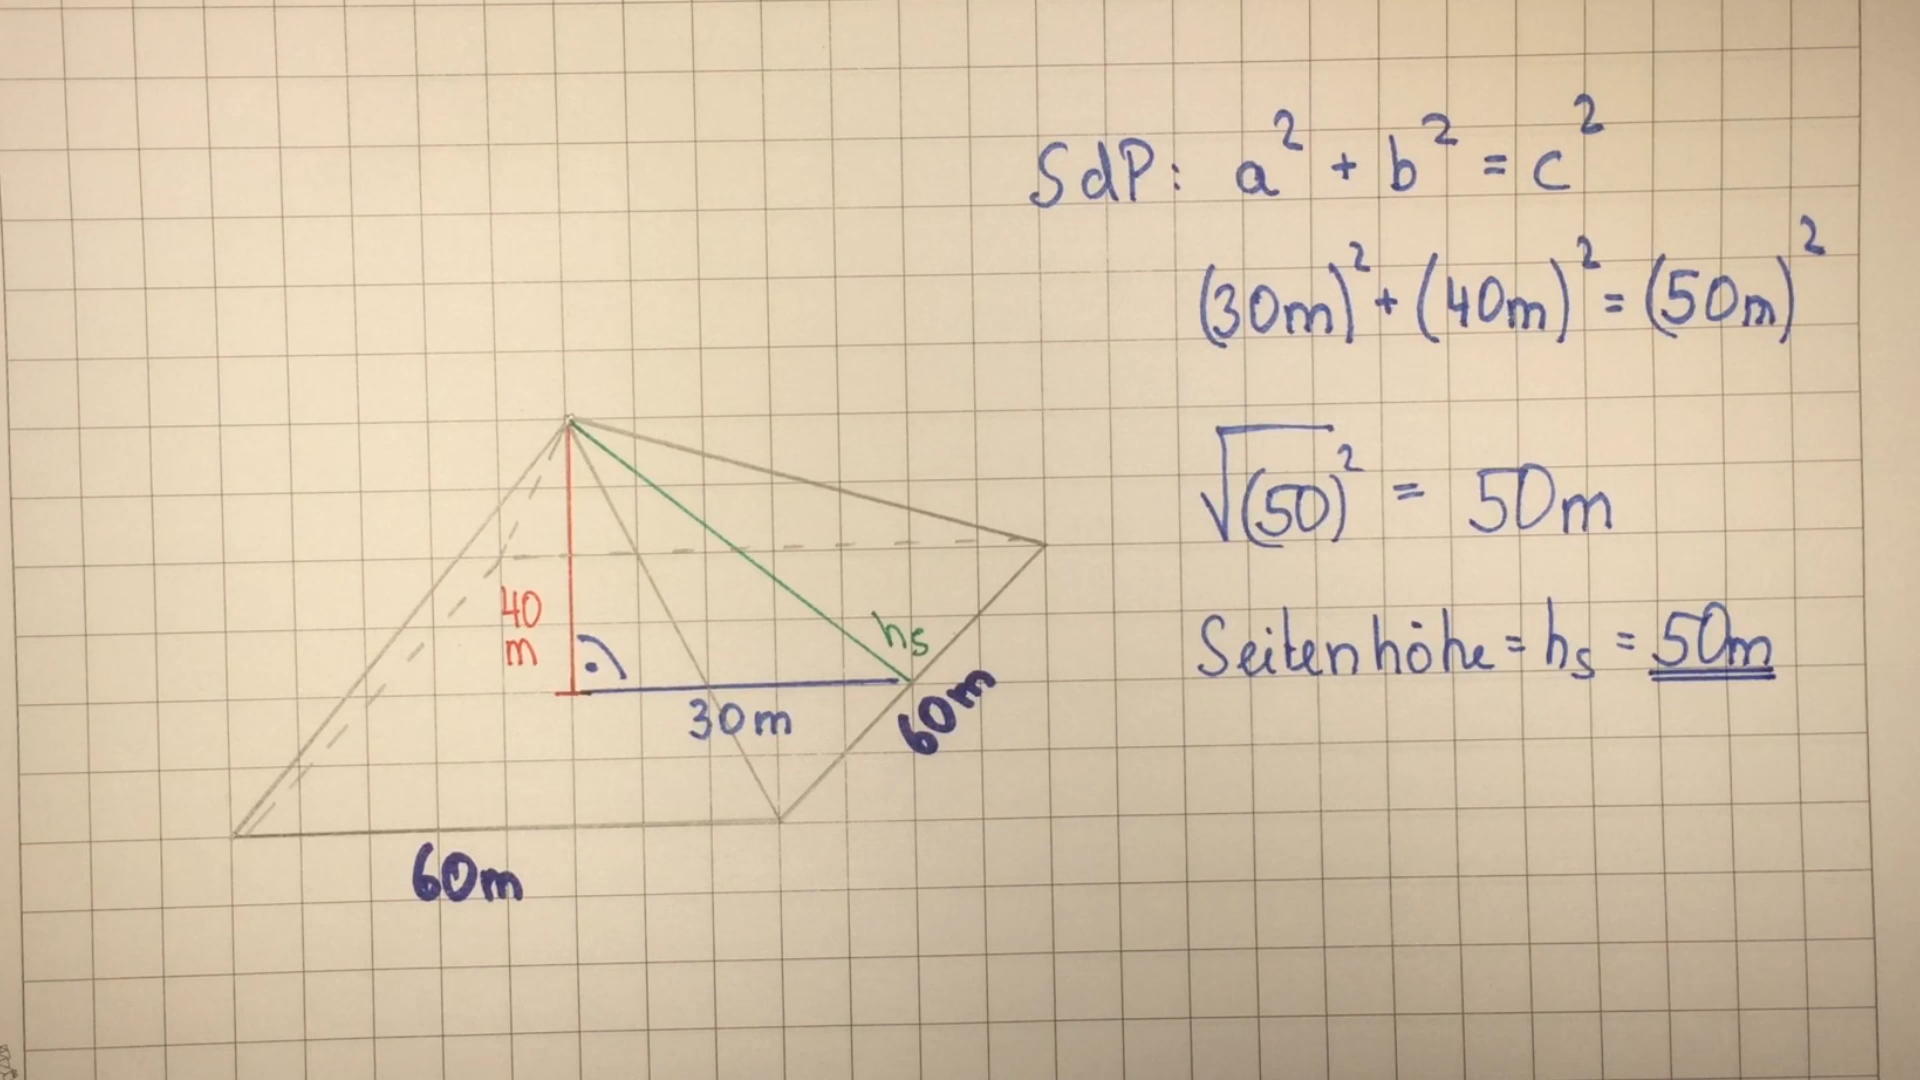 SdP: a² + b² = c²
(30m)² + (40m)² = (50m)²
√(50)² = 50m
Seitenhöhe = hs = 50m
40
m
hs
30m
60m
60m